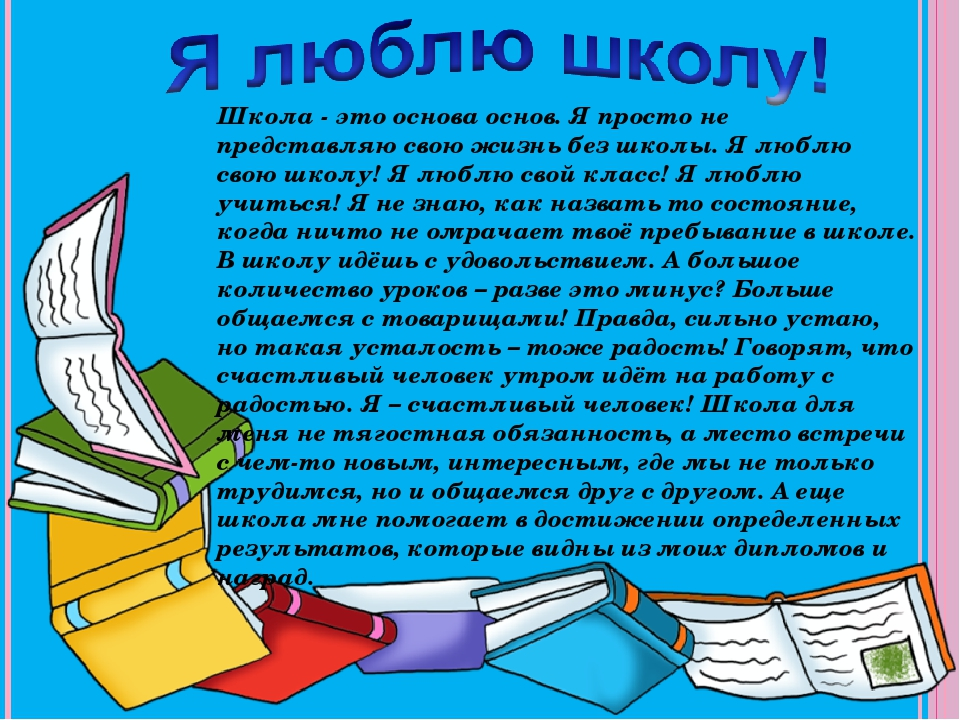 Я люблю школу!
Школа - это основа основ. Я просто не
представляю свою жизнь без школы. Я люблю
свою школу! Я люблю свой класс! Я люблю
учиться! Я не знаю, как назвать то состояние,
когда ничто не омрачает твоё пребывание в школе.
В школу идёшь с удовольствием. А большое
количество уроков – разве это минус? Больше
общаемся с товарищами! Правда, сильно устаю,
но такая усталость – тоже радость! Говорят, что
счастливый человек утром идёт на работу с
радостью. Я – счастливый человек! Школа для
меня не тягостная обязанность, а место встречи
с чем-то новым, интересным, где мы не только
трудимся, но и общаемся друг с другом. А еще
школа мне помогает в достижении определенных
результатов, которые видны из моих дипломов и
наград.